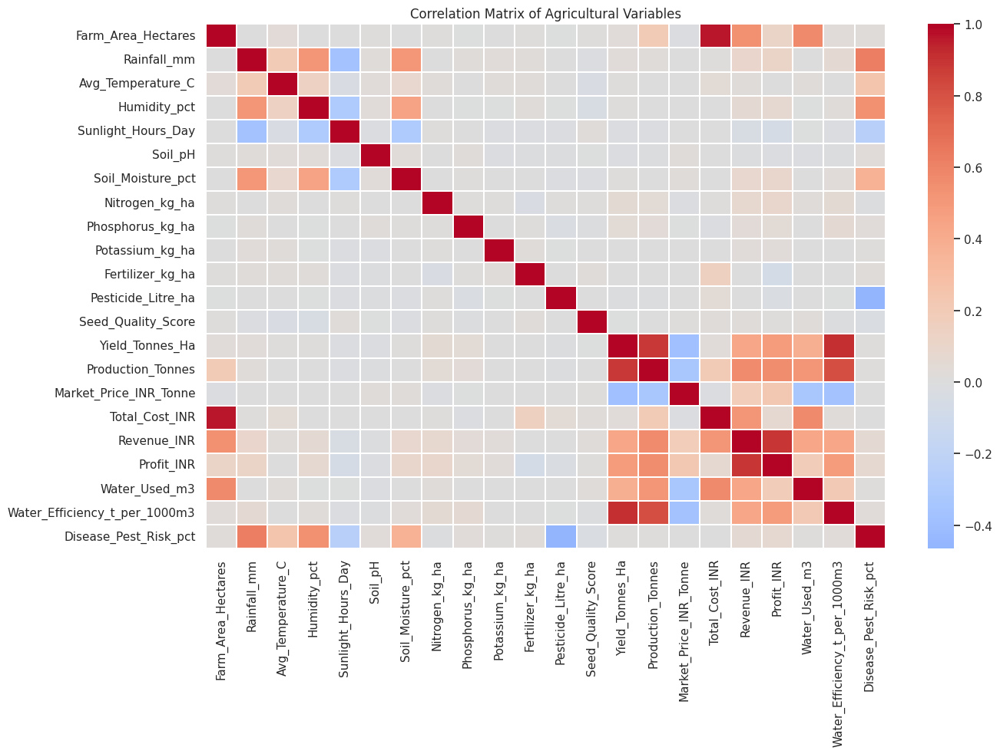 Correlation Matrix of Agricultural Variables
Farm_Area_Hectares
Rainfall_mm
Avg_Temperature_C
Humidity_pct
Sunlight_Hours_Day
Soil_pH
Soil_Moisture_pct
Nitrogen_kg_ha
Phosphorus_kg_ha
Potassium_kg_ha
Fertilizer_kg_ha
Pesticide_Litre_ha
Seed_Quality_Score
Yield_Tonnes_Ha
Production_Tonnes
Market_Price_INR_Tonne
Total_Cost_INR
Revenue_INR
Profit_INR
Water_Used_m3
Water_Efficiency_t_per_1000m3
Disease_Pest_Risk_pct
Farm_Area_Hectares
Rainfall_mm
Avg_Temperature_C
Humidity_pct
Sunlight_Hours_Day
Soil_pH
Soil_Moisture_pct
Nitrogen_kg_ha
Phosphorus_kg_ha
Potassium_kg_ha
Fertilizer_kg_ha
Pesticide_Litre_ha
Seed_Quality_Score
Yield_Tonnes_Ha
Production_Tonnes
Market_Price_INR_Tonne
Total_Cost_INR
Revenue_INR
Profit_INR
Water_Used_m3
Water_Efficiency_t_per_1000m3
Disease_Pest_Risk_pct
1.0
0.8
0.6
0.4
0.2
0.0
−0.2
−0.4